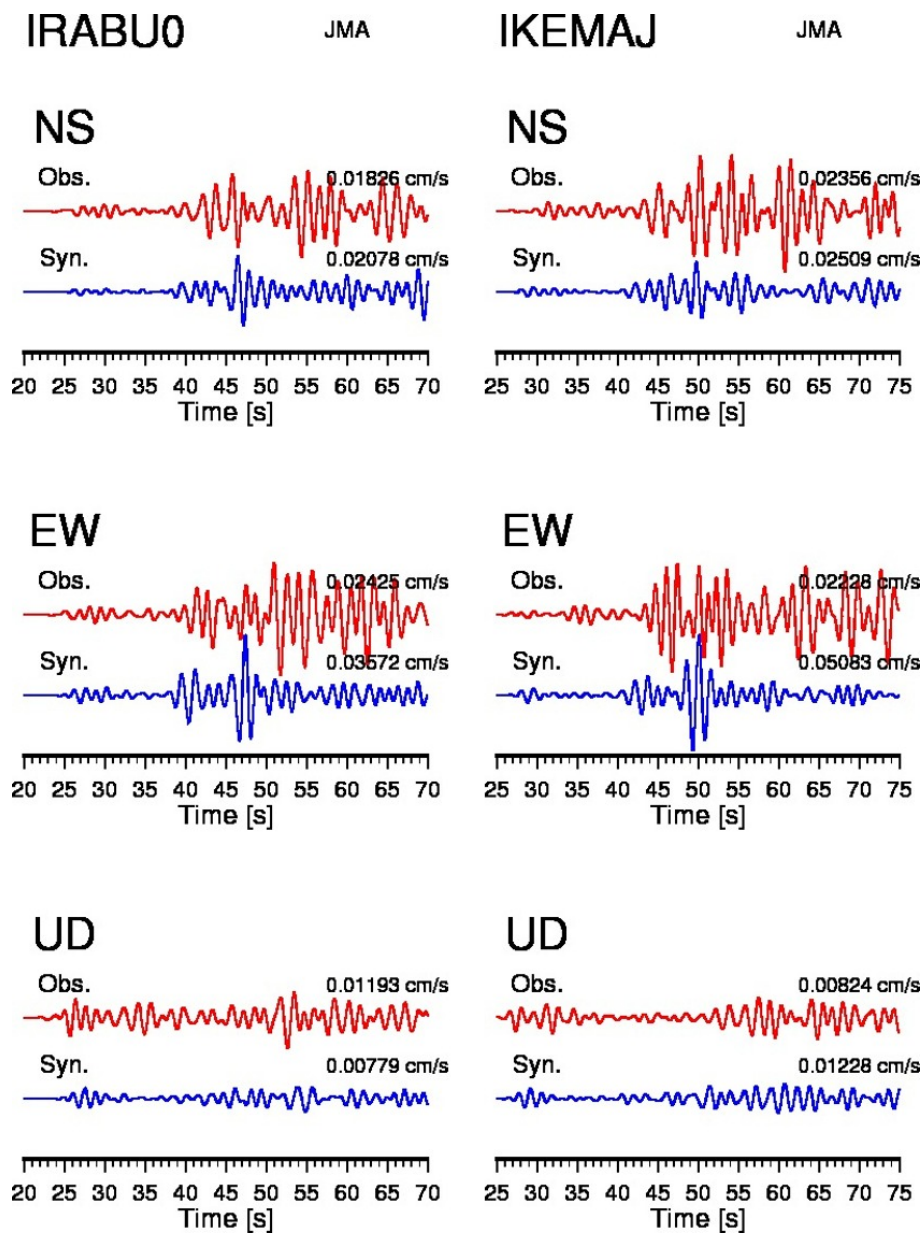 IRABU0 JMA IKEMAJ JMA
NS NS
Obs. 0.01826 cm/s Obs. 0.02356 cm/s
Syn. 0.02078 cm/s Syn. 0.02509 cm/s
20 25 30 35 40 45 50 55 60 65 70 25 30 35 40 45 50 55 60 65 70 75
Time [s] Time [s]
EW EW
Obs. 0.02425 cm/s Obs. 0.02228 cm/s
Syn. 0.03572 cm/s Syn. 0.05083 cm/s
20 25 30 35 40 45 50 55 60 65 70 25 30 35 40 45 50 55 60 65 70 75
Time [s] Time [s]
UD UD
Obs. 0.01193 cm/s Obs. 0.00824 cm/s
Syn. 0.00779 cm/s Syn. 0.01228 cm/s
20 25 30 35 40 45 50 55 60 65 70 25 30 35 40 45 50 55 60 65 70 75
Time [s] Time [s]